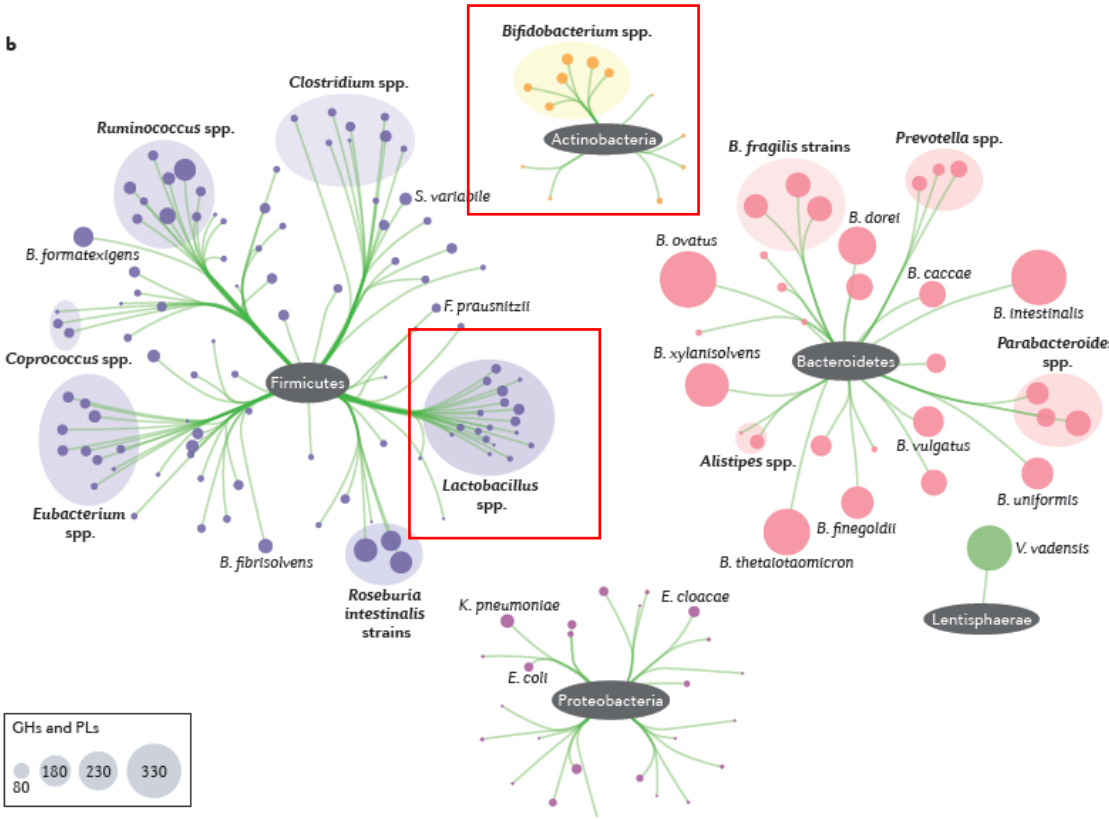 b
Bifidobacterium spp.
Actinobacteria
Clostridium spp.
Ruminococcus spp.
S. variabile
B. formatexigens
F. prausnitzii
Coprococcus spp.
Firmicutes
Eubacterium
spp.
Lactobacillus
spp.
B. fibrisolvens
Roseburia
intestinalis
strains
B. fragilis strains
Prevotella spp.
B. dorei
B. ovatus
B. caccae
B. intestinalis
B. xylanisolvens
Bacteroidetes
Parabacteroides
spp.
Alistipes spp.
B. vulgatus
B. uniformis
B. finegoldii
B. thetaiotaomicron
V. vadensis
Lentisphaerae
K. pneumoniae
E. cloacae
E. coli
Proteobacteria
GHs and PLs
80
180
230
330